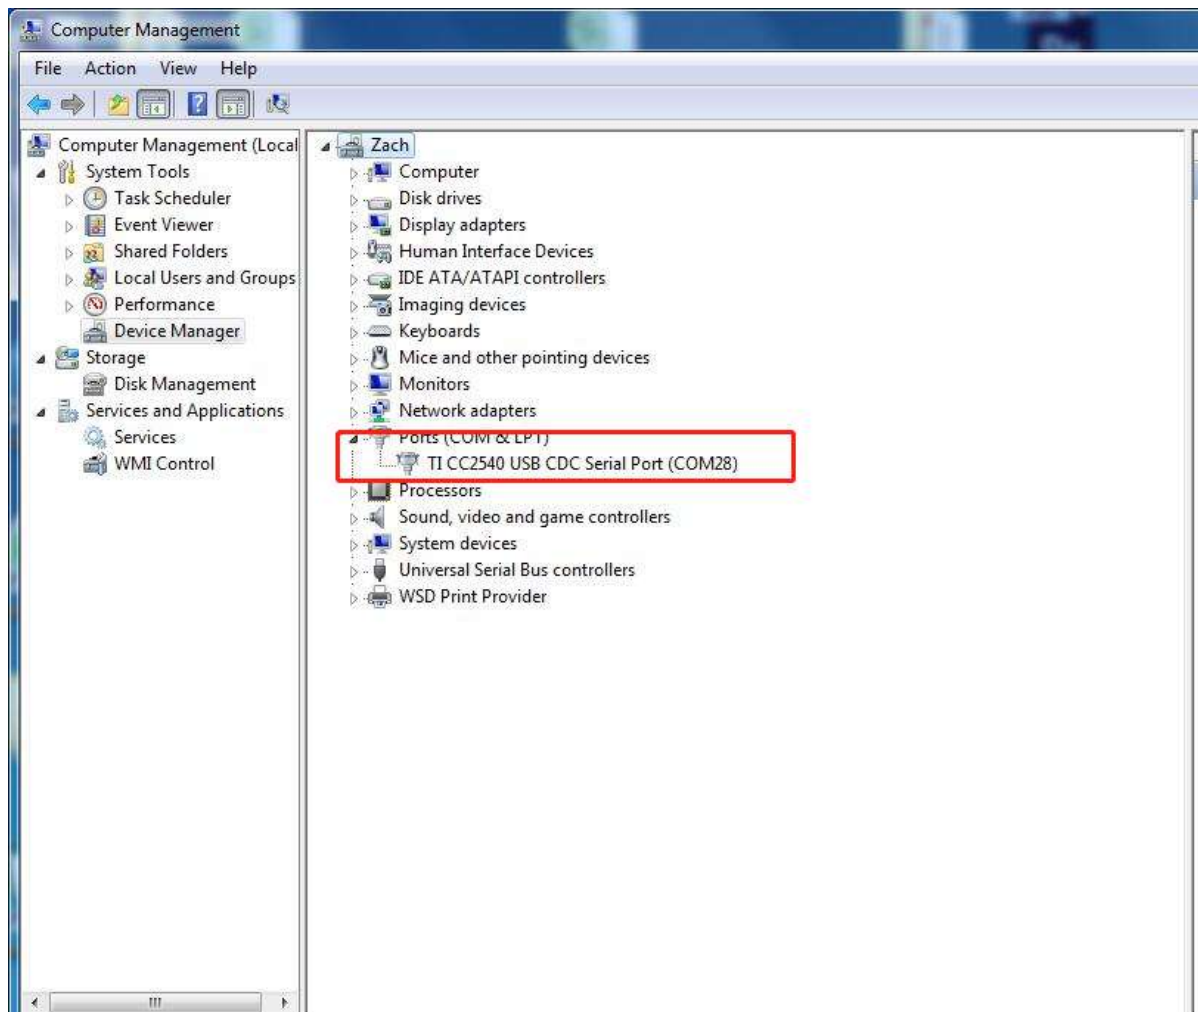 Computer Management
File Action View Help
Computer Management (Local
System Tools
Task Scheduler
Event Viewer
Shared Folders
Local Users and Groups
Performance
Device Manager
Storage
Disk Management
Services and Applications
Services
WMI Control
Zach
Computer
Disk drives
Display adapters
Human Interface Devices
IDE ATA/ATAPI controllers
Imaging devices
Keyboards
Mice and other pointing devices
Monitors
Network adapters
Ports (COM & LPT)
TI CC2540 USB CDC Serial Port (COM28)
Processors
Sound, video and game controllers
System devices
Universal Serial Bus controllers
WSD Print Provider